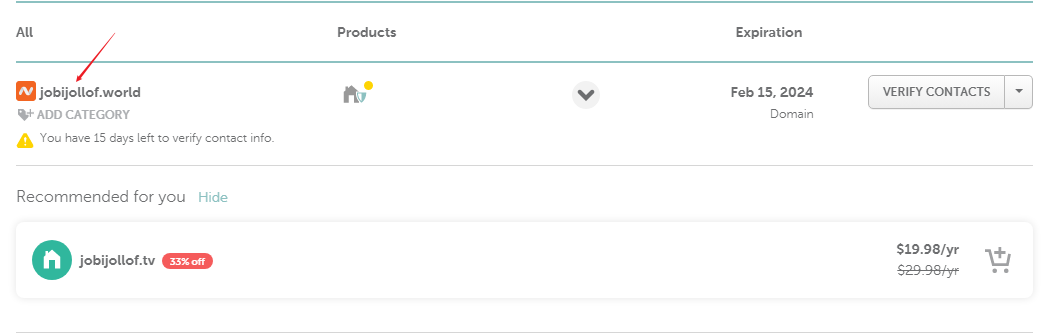 All Products Expiration
jobijollof.world Feb 15, 2024 VERIFY CONTACTS
ADD CATEGORY Domain
You have 15 days left to verify contact info.
Recommended for you Hide
jobijollof.tv 33% off $19.98/yr
$29.98/yr